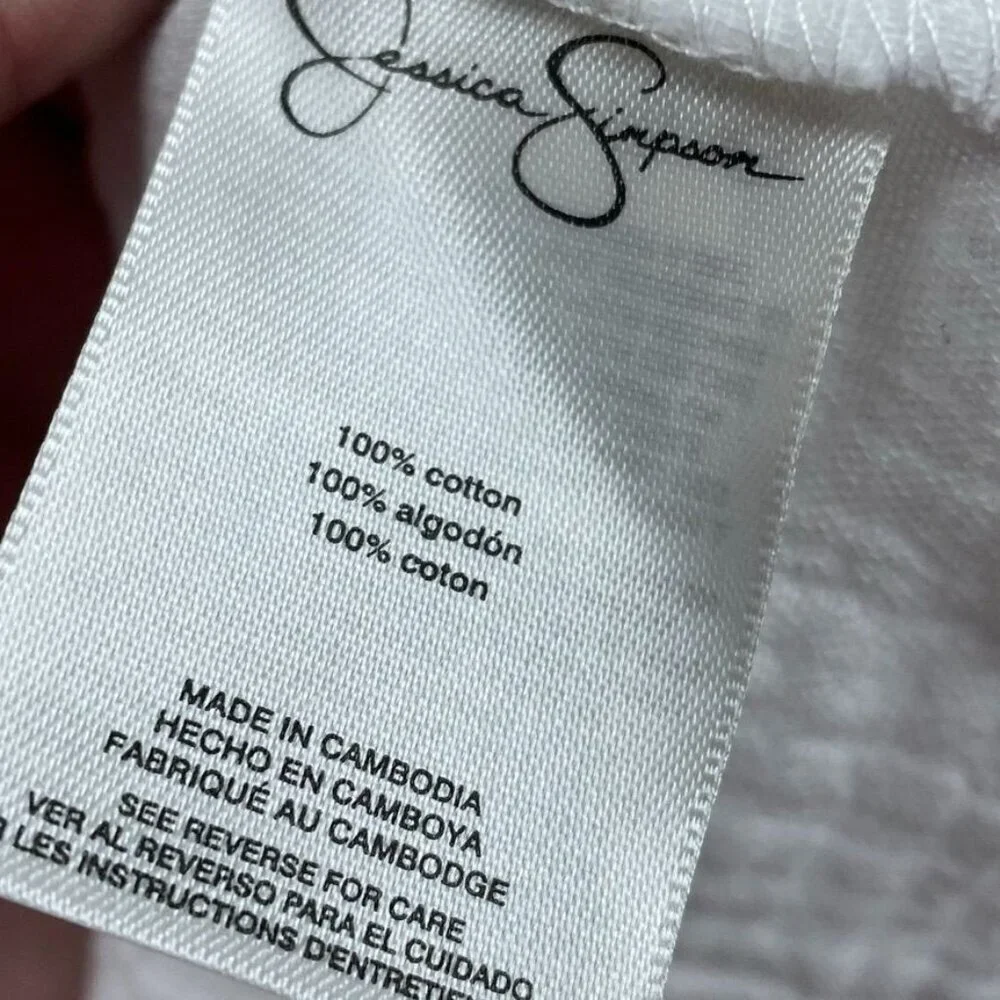 Jessica Simpson
100% cotton
100% algodón
100% coton
MADE IN CAMBODIA
HECHO EN CAMBOYA
FABRIQUÉ AU CAMBODGE
SEE REVERSE FOR CARE
VER AL REVERSO PARA EL CUIDADO
LES INSTRUCTIONS